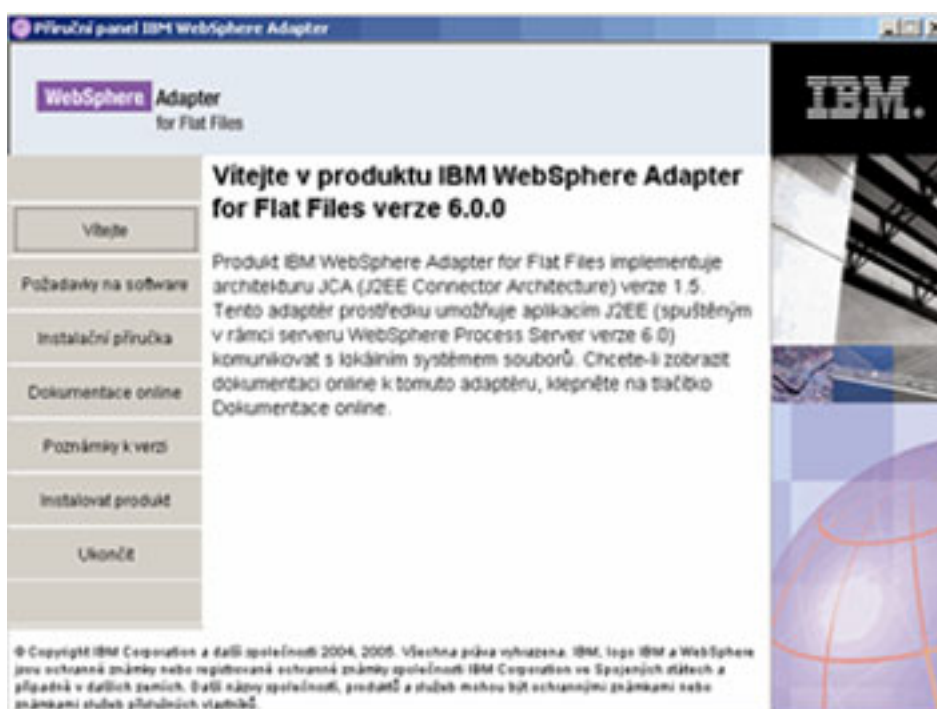 Příruční panel IBM WebSphere Adapter
WebSphere Adapter
for Flat Files
IBM.
Vítejte v produktu IBM WebSphere Adapter
for Flat Files verze 6.0.0
Vítejte
Požadavky na software
Instalační příručka
Dokumentace online
Poznámky k verzi
Instalovat produkt
Ukončit
Produkt IBM WebSphere Adapter for Flat Files implementuje
architekturu JCA (J2EE Connector Architecture) verze 1.5.
Tento adaptér prostředku umožňuje aplikacím J2EE (spuštěným
v rámci serveru WebSphere Process Server verze 6.0)
komunikovat s lokálním systémem souborů. Chcete-li zobrazit
dokumentaci online k tomuto adaptéru, klepněte na tlačítko
Dokumentace online.
© Copyright IBM Corporation a další společnosti 2004, 2005. Všechna práva vyhrazena. IBM, logo IBM a WebSphere
jsou ochranné známky nebo registrované ochranné známky společnosti IBM Corporation ve Spojených státech a
případně v dalších zemích. Další názvy společností, produktů a služeb mohou být ochrannými známkami nebo
známkami služeb příslušných vlastníků.